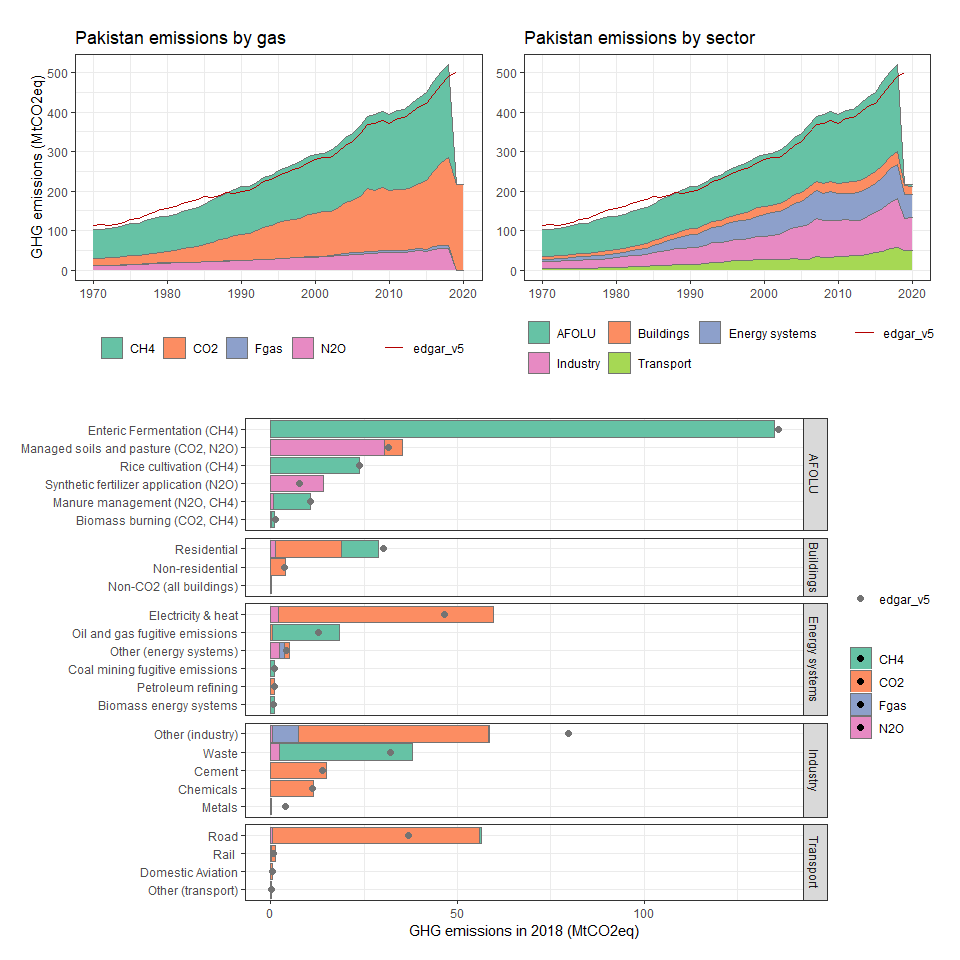 Pakistan emissions by gas
GHG emissions (MtCO2eq)
500
400
300
200
100
0
1970 1980 1990 2000 2010 2020
CH4 CO2 Fgas N2O edgar_v5
Pakistan emissions by sector
500
400
300
200
100
0
1970 1980 1990 2000 2010 2020
AFOLU Buildings Energy systems edgar_v5
Industry Transport
Enteric Fermentation (CH4)
Managed soils and pasture (CO2, N2O)
Rice cultivation (CH4)
Synthetic fertilizer application (N2O)
Manure management (N2O, CH4)
Biomass burning (CO2, CH4)
AFOLU
Residential
Non-residential
Non-CO2 (all buildings)
Buildings
Electricity & heat
Oil and gas fugitive emissions
Other (energy systems)
Coal mining fugitive emissions
Petroleum refining
Biomass energy systems
Energy systems
Other (industry)
Waste
Cement
Chemicals
Metals
Industry
Road
Rail
Domestic Aviation
Other (transport)
Transport
0 50 100
GHG emissions in 2018 (MtCO2eq)
edgar_v5
CH4
CO2
Fgas
N2O